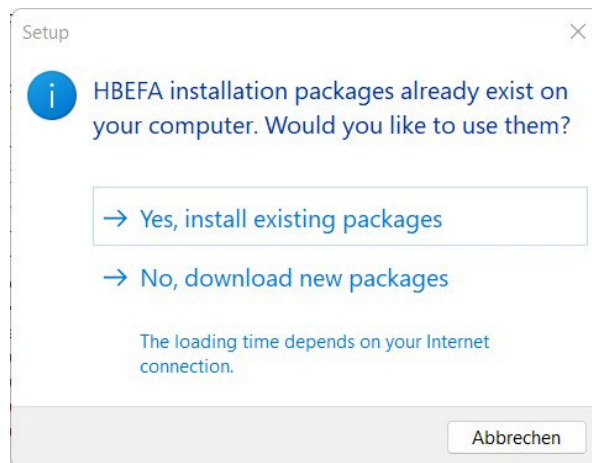 Setup
HBEFA installation packages already exist on
your computer. Would you like to use them?
→ Yes, install existing packages
→ No, download new packages
The loading time depends on your Internet
connection.
Abbrechen